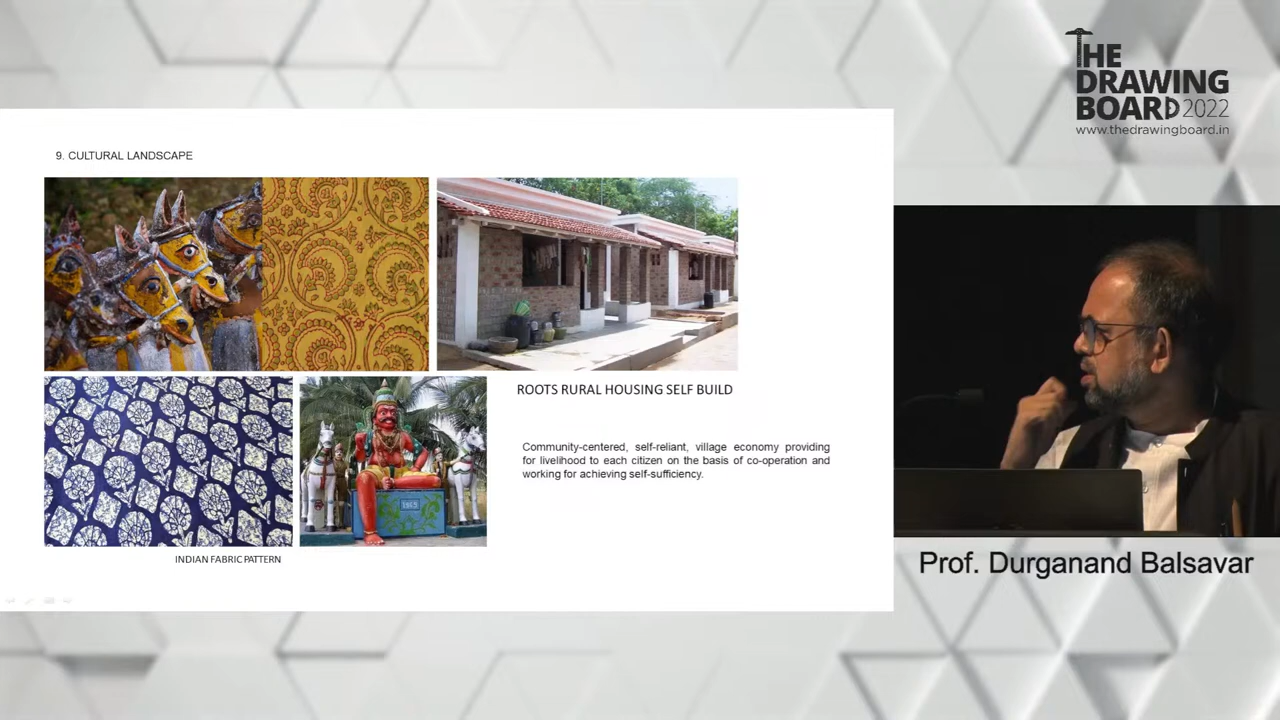 THE
DRAWING
BOARD 2022
www.thedrawingboard.in
9. CULTURAL LANDSCAPE
ROOTS RURAL HOUSING SELF BUILD
Community-centered, self-reliant, village economy providing
for livelihood to each citizen on the basis of co-operation and
working for achieving self-sufficiency.
INDIAN FABRIC PATTERN
Prof. Durganand Balsavar